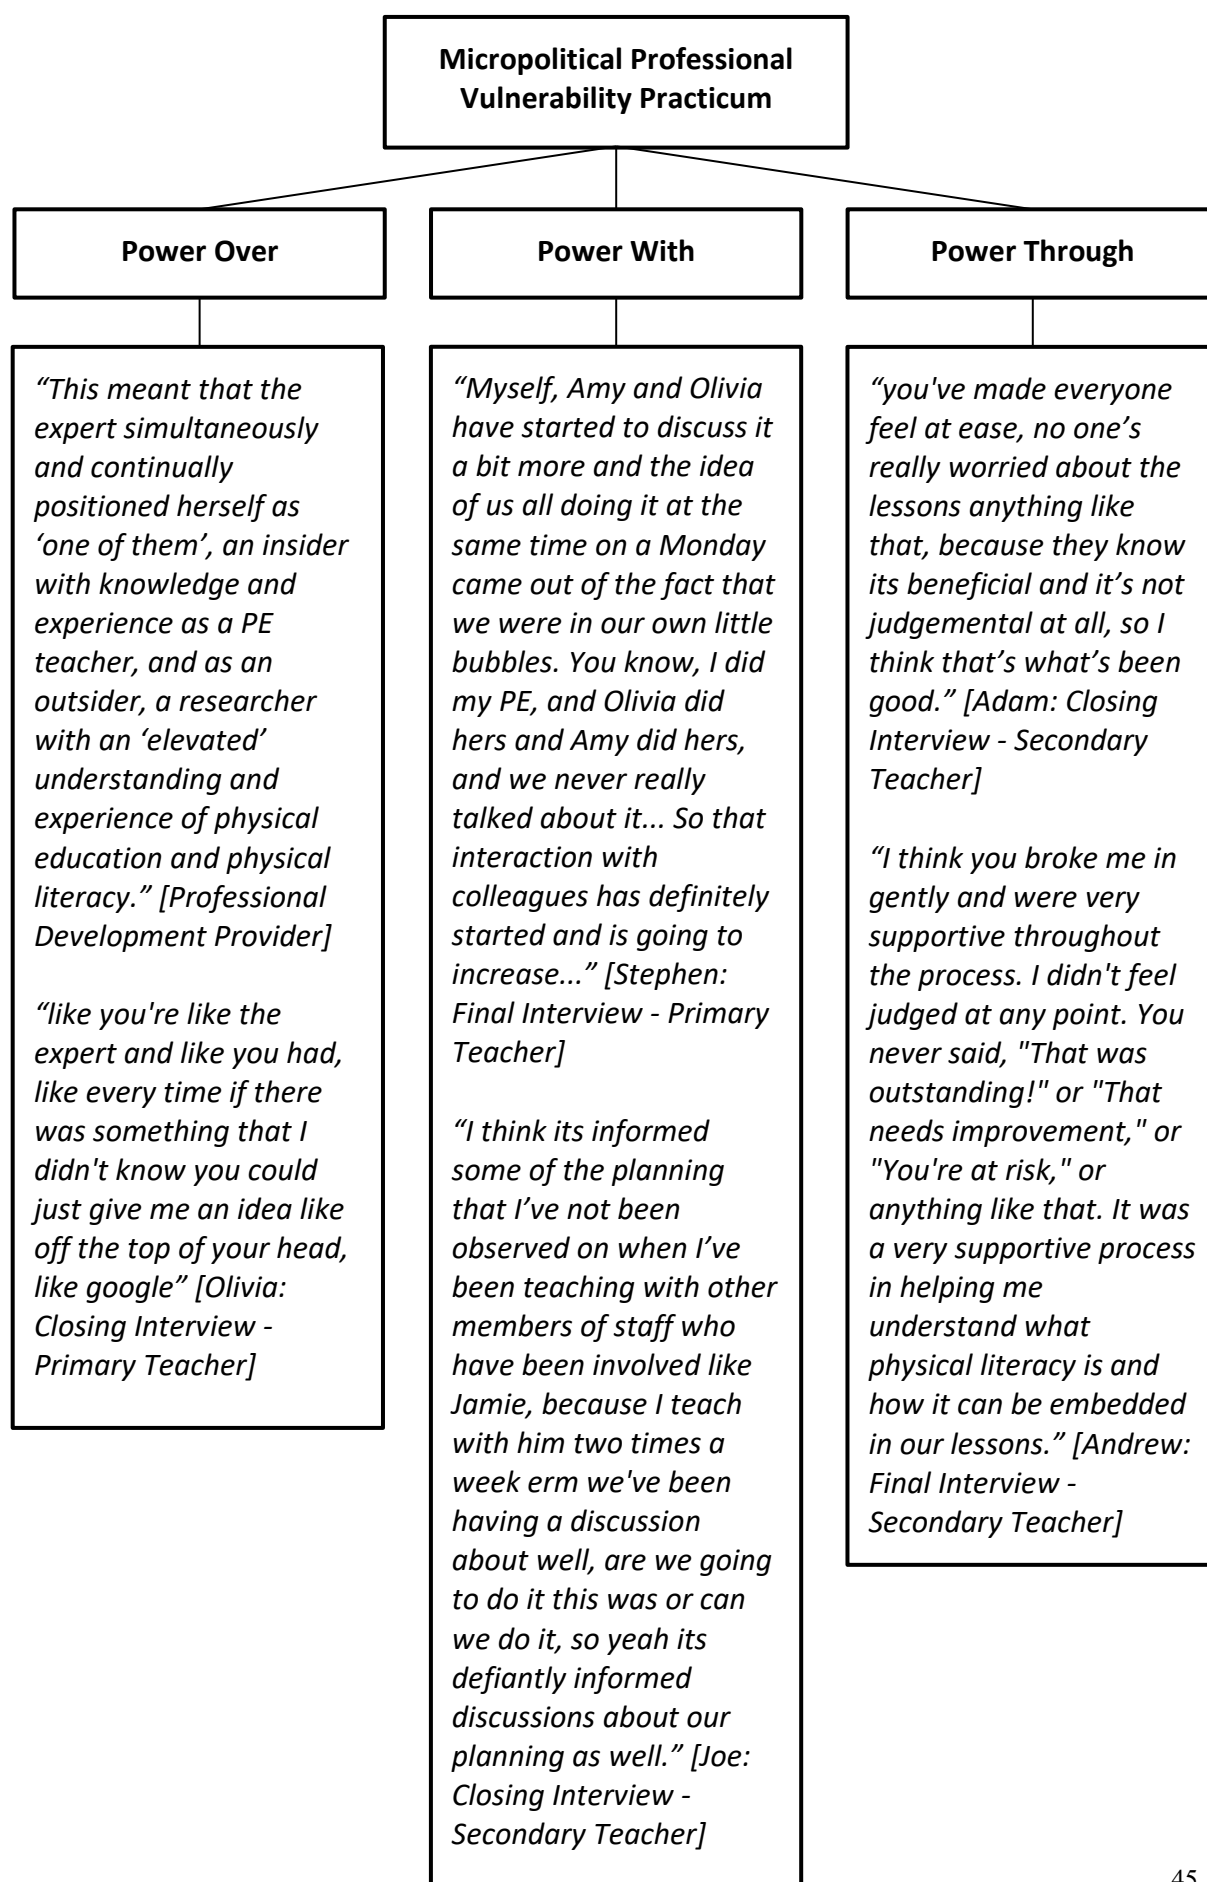 Micropolitical Professional
Vulnerability Practicum
Power Over
Power With
Power Through
“This meant that the
expert simultaneously
and continually
positioned herself as
‘one of them’, an insider
with knowledge and
experience as a PE
teacher, and as an
outsider, a researcher
with an ‘elevated’
understanding and
experience of physical
education and physical
literacy.” [Professional
Development Provider]
“like you're like the
expert and like you had,
like every time if there
was something that I
didn't know you could
just give me an idea like
off the top of your head,
like google” [Olivia:
Closing Interview -
Primary Teacher]
“Myself, Amy and Olivia
have started to discuss it
a bit more and the idea
of us all doing it at the
same time on a Monday
came out of the fact that
we were in our own little
bubbles. You know, I did
my PE, and Olivia did
hers and Amy did hers,
and we never really
talked about it... So that
interaction with
colleagues has definitely
started and is going to
increase...” [Stephen:
Final Interview - Primary
Teacher]
“I think its informed
some of the planning
that I’ve not been
observed on when I’ve
been teaching with other
members of staff who
have been involved like
Jamie, because I teach
with him two times a
week erm we've been
having a discussion
about well, are we going
to do it this was or can
we do it, so yeah its
defiantly informed
discussions about our
planning as well.” [Joe:
Closing Interview -
Secondary Teacher]
“you've made everyone
feel at ease, no one’s
really worried about the
lessons anything like
that, because they know
its beneficial and it’s not
judgemental at all, so I
think that’s what’s been
good.” [Adam: Closing
Interview - Secondary
Teacher]
“I think you broke me in
gently and were very
supportive throughout
the process. I didn't feel
judged at any point. You
never said, "That was
outstanding!" or "That
needs improvement," or
"You're at risk," or
anything like that. It was
a very supportive process
in helping me
understand what
physical literacy is and
how it can be embedded
in our lessons.” [Andrew:
Final Interview -
Secondary Teacher]
45